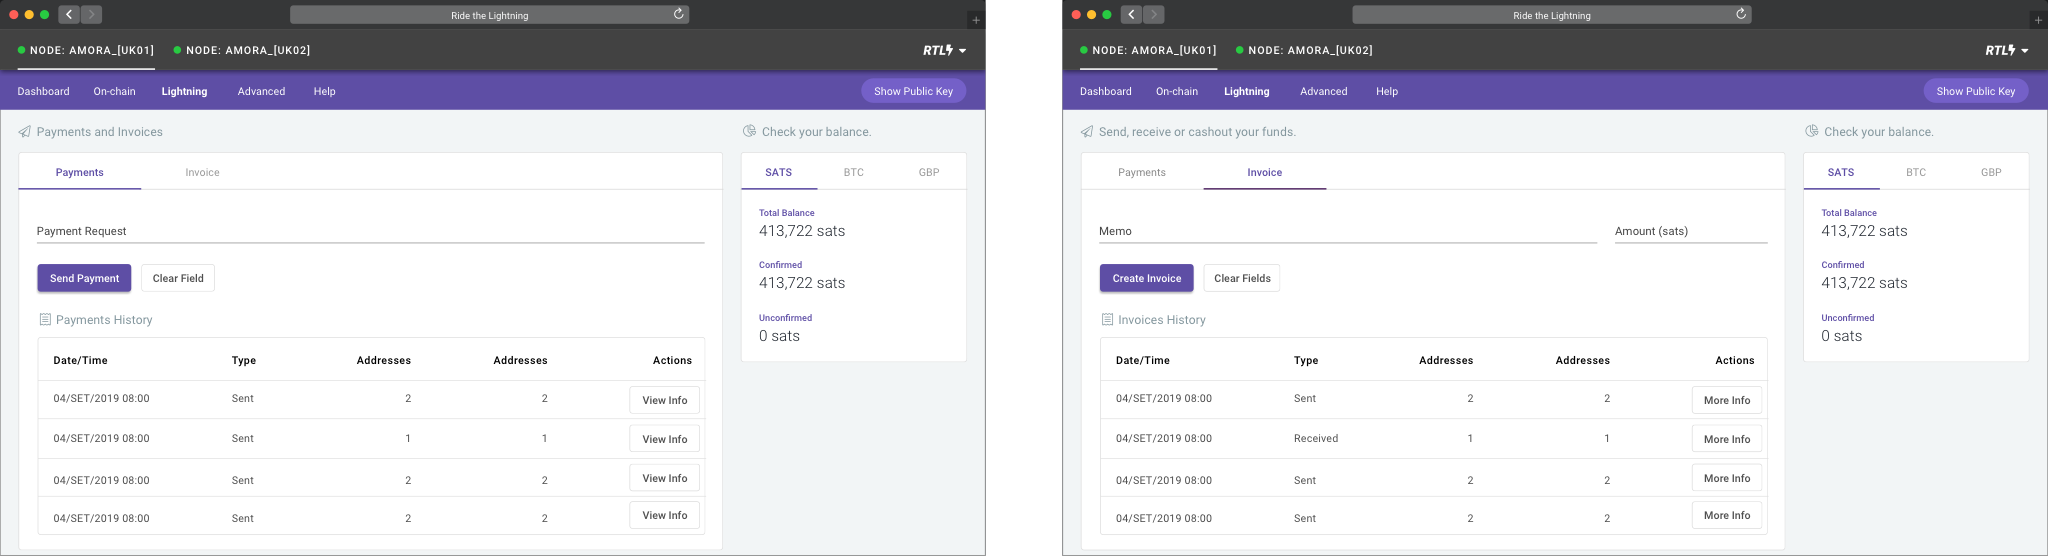 Ride the Lightning
NODE: AMORA_[UK01] NODE: AMORA_[UK02] RTL
Dashboard On-chain Lightning Advanced Help Show Public Key
Payments and Invoices
Payments Invoice
Payment Request
Send Payment Clear Field
Payments History
Date/Time Type Addresses Addresses Actions
04/SET/2019 08:00 Sent 2 2 View Info
04/SET/2019 08:00 Sent 1 1 View Info
04/SET/2019 08:00 Sent 2 2 View Info
04/SET/2019 08:00 Sent 2 2 View Info
Check your balance.
SATS BTC GBP
Total Balance
413,722 sats
Confirmed
413,722 sats
Unconfirmed
0 sats
Ride the Lightning
NODE: AMORA_[UK01] NODE: AMORA_[UK02] RTL
Dashboard On-chain Lightning Advanced Help Show Public Key
Send, receive or cashout your funds.
Payments Invoice
Memo Amount (sats)
Create Invoice Clear Fields
Invoices History
Date/Time Type Addresses Addresses Actions
04/SET/2019 08:00 Sent 2 2 More Info
04/SET/2019 08:00 Received 1 1 More Info
04/SET/2019 08:00 Sent 2 2 More Info
04/SET/2019 08:00 Sent 2 2 More Info
Check your balance.
SATS BTC GBP
Total Balance
413,722 sats
Confirmed
413,722 sats
Unconfirmed
0 sats